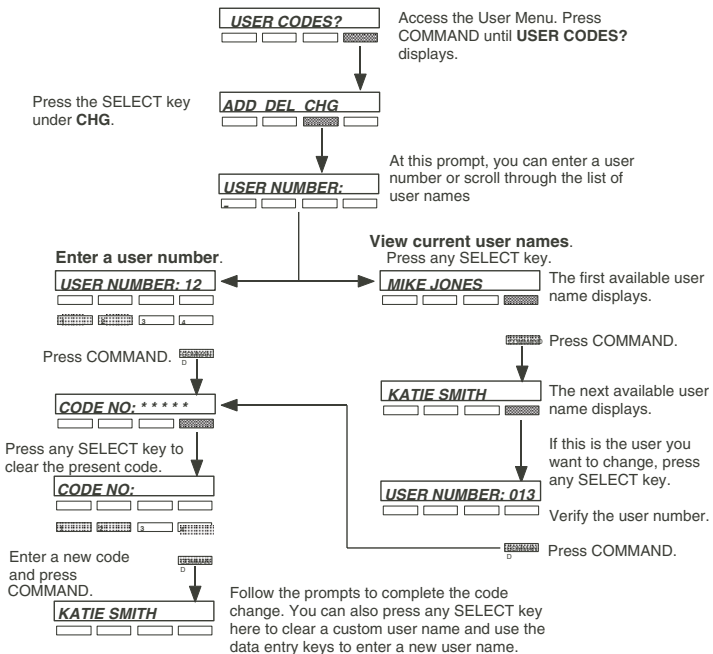 USER CODES?
Access the User Menu. Press
COMMAND until USER CODES?
displays.
Press the SELECT key
under CHG.
ADD DEL CHG
At this prompt, you can enter a user
number or scroll through the list of
user names
USER NUMBER:
Enter a user number.
USER NUMBER: 12
3 4
Press COMMAND.
CODE NO: * * * * *
Press any SELECT key to
clear the present code.
CODE NO:
3
Enter a new code
and press
COMMAND.
KATIE SMITH
Follow the prompts to complete the code
change. You can also press any SELECT key
here to clear a custom user name and use the
data entry keys to enter a new user name.
View current user names.
Press any SELECT key.
MIKE JONES
The first available user
name displays.
Press COMMAND.
KATIE SMITH
The next available user
name displays.
If this is the user you
want to change, press
any SELECT key.
USER NUMBER: 013
Verify the user number.
Press COMMAND.